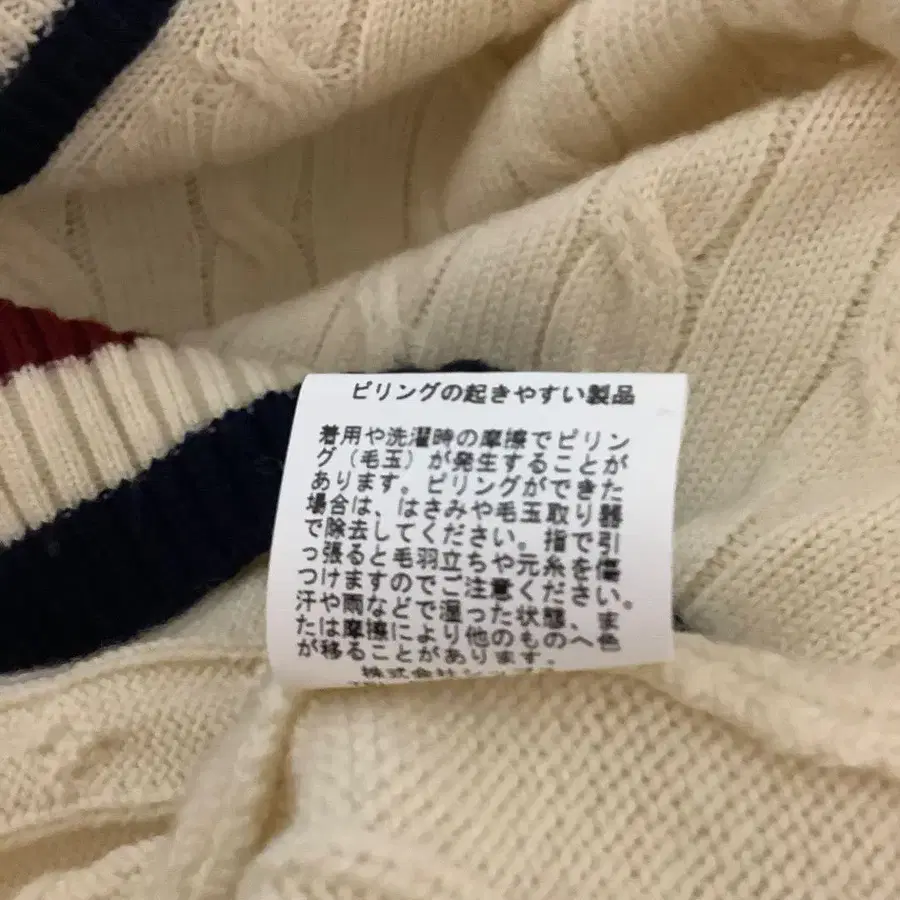 ピリングの起きやすい製品
着用や洗濯時の摩擦でピリン
グ（毛玉）が発生することが
あります。ピリングができた
場合は、はさみや毛玉取り器
で除去してください。指で引
っ張ると毛羽立ちや元糸を傷
つけますのでご注意ください。
汗や雨などで湿った状態、ま
たは摩擦により他のものへ色
が移ることがあります。
株式会社